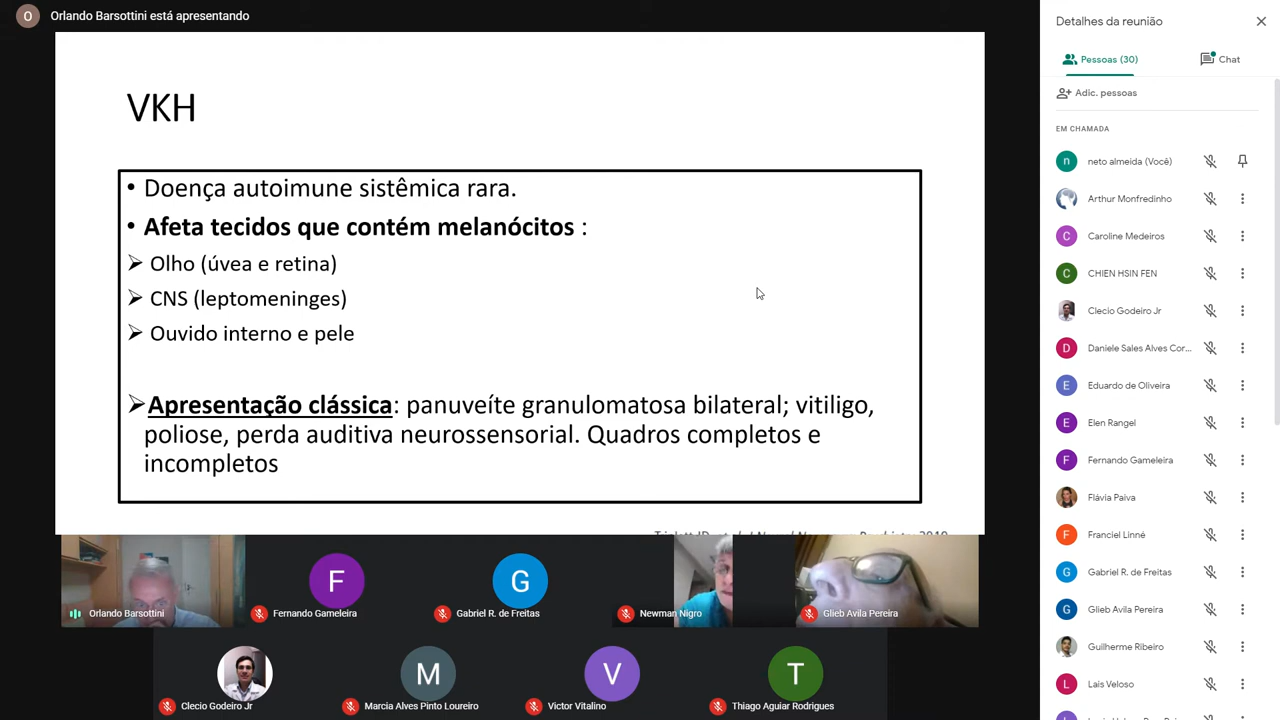 O
Orlando Barsottini está apresentando
VKH
• Doença autoimune sistêmica rara.
• Afeta tecidos que contém melanócitos :
➢ Olho (úvea e retina)
➢ CNS (leptomeninges)
➢ Ouvido interno e pele
➢ Apresentação clássica: panuveíte granulomatosa bilateral; vitiligo,
poliose, perda auditiva neurossensorial. Quadros completos e
incompletos
Orlando Barsottini
F
Fernando Gameleira
G
Gabriel R. de Freitas
Newman Nigro
Glieb Avila Pereira
Clecio Godeiro Jr
M
Marcia Alves Pinto Loureiro
V
Victor Vitalino
T
Thiago Aguiar Rodrigues
Detalhes da reunião
Pessoas (30)
Chat
Adic. pessoas
EM CHAMADA
n
neto almeida (Você)
Arthur Monfredinho
C
Caroline Medeiros
C
CHIEN HSIN FEN
Clecio Godeiro Jr
D
Daniele Sales Alves Cor...
E
Eduardo de Oliveira
E
Elen Rangel
F
Fernando Gameleira
Flávia Paiva
F
Franciel Linné
G
Gabriel R. de Freitas
G
Glieb Avila Pereira
Guilherme Ribeiro
L
Laís Veloso